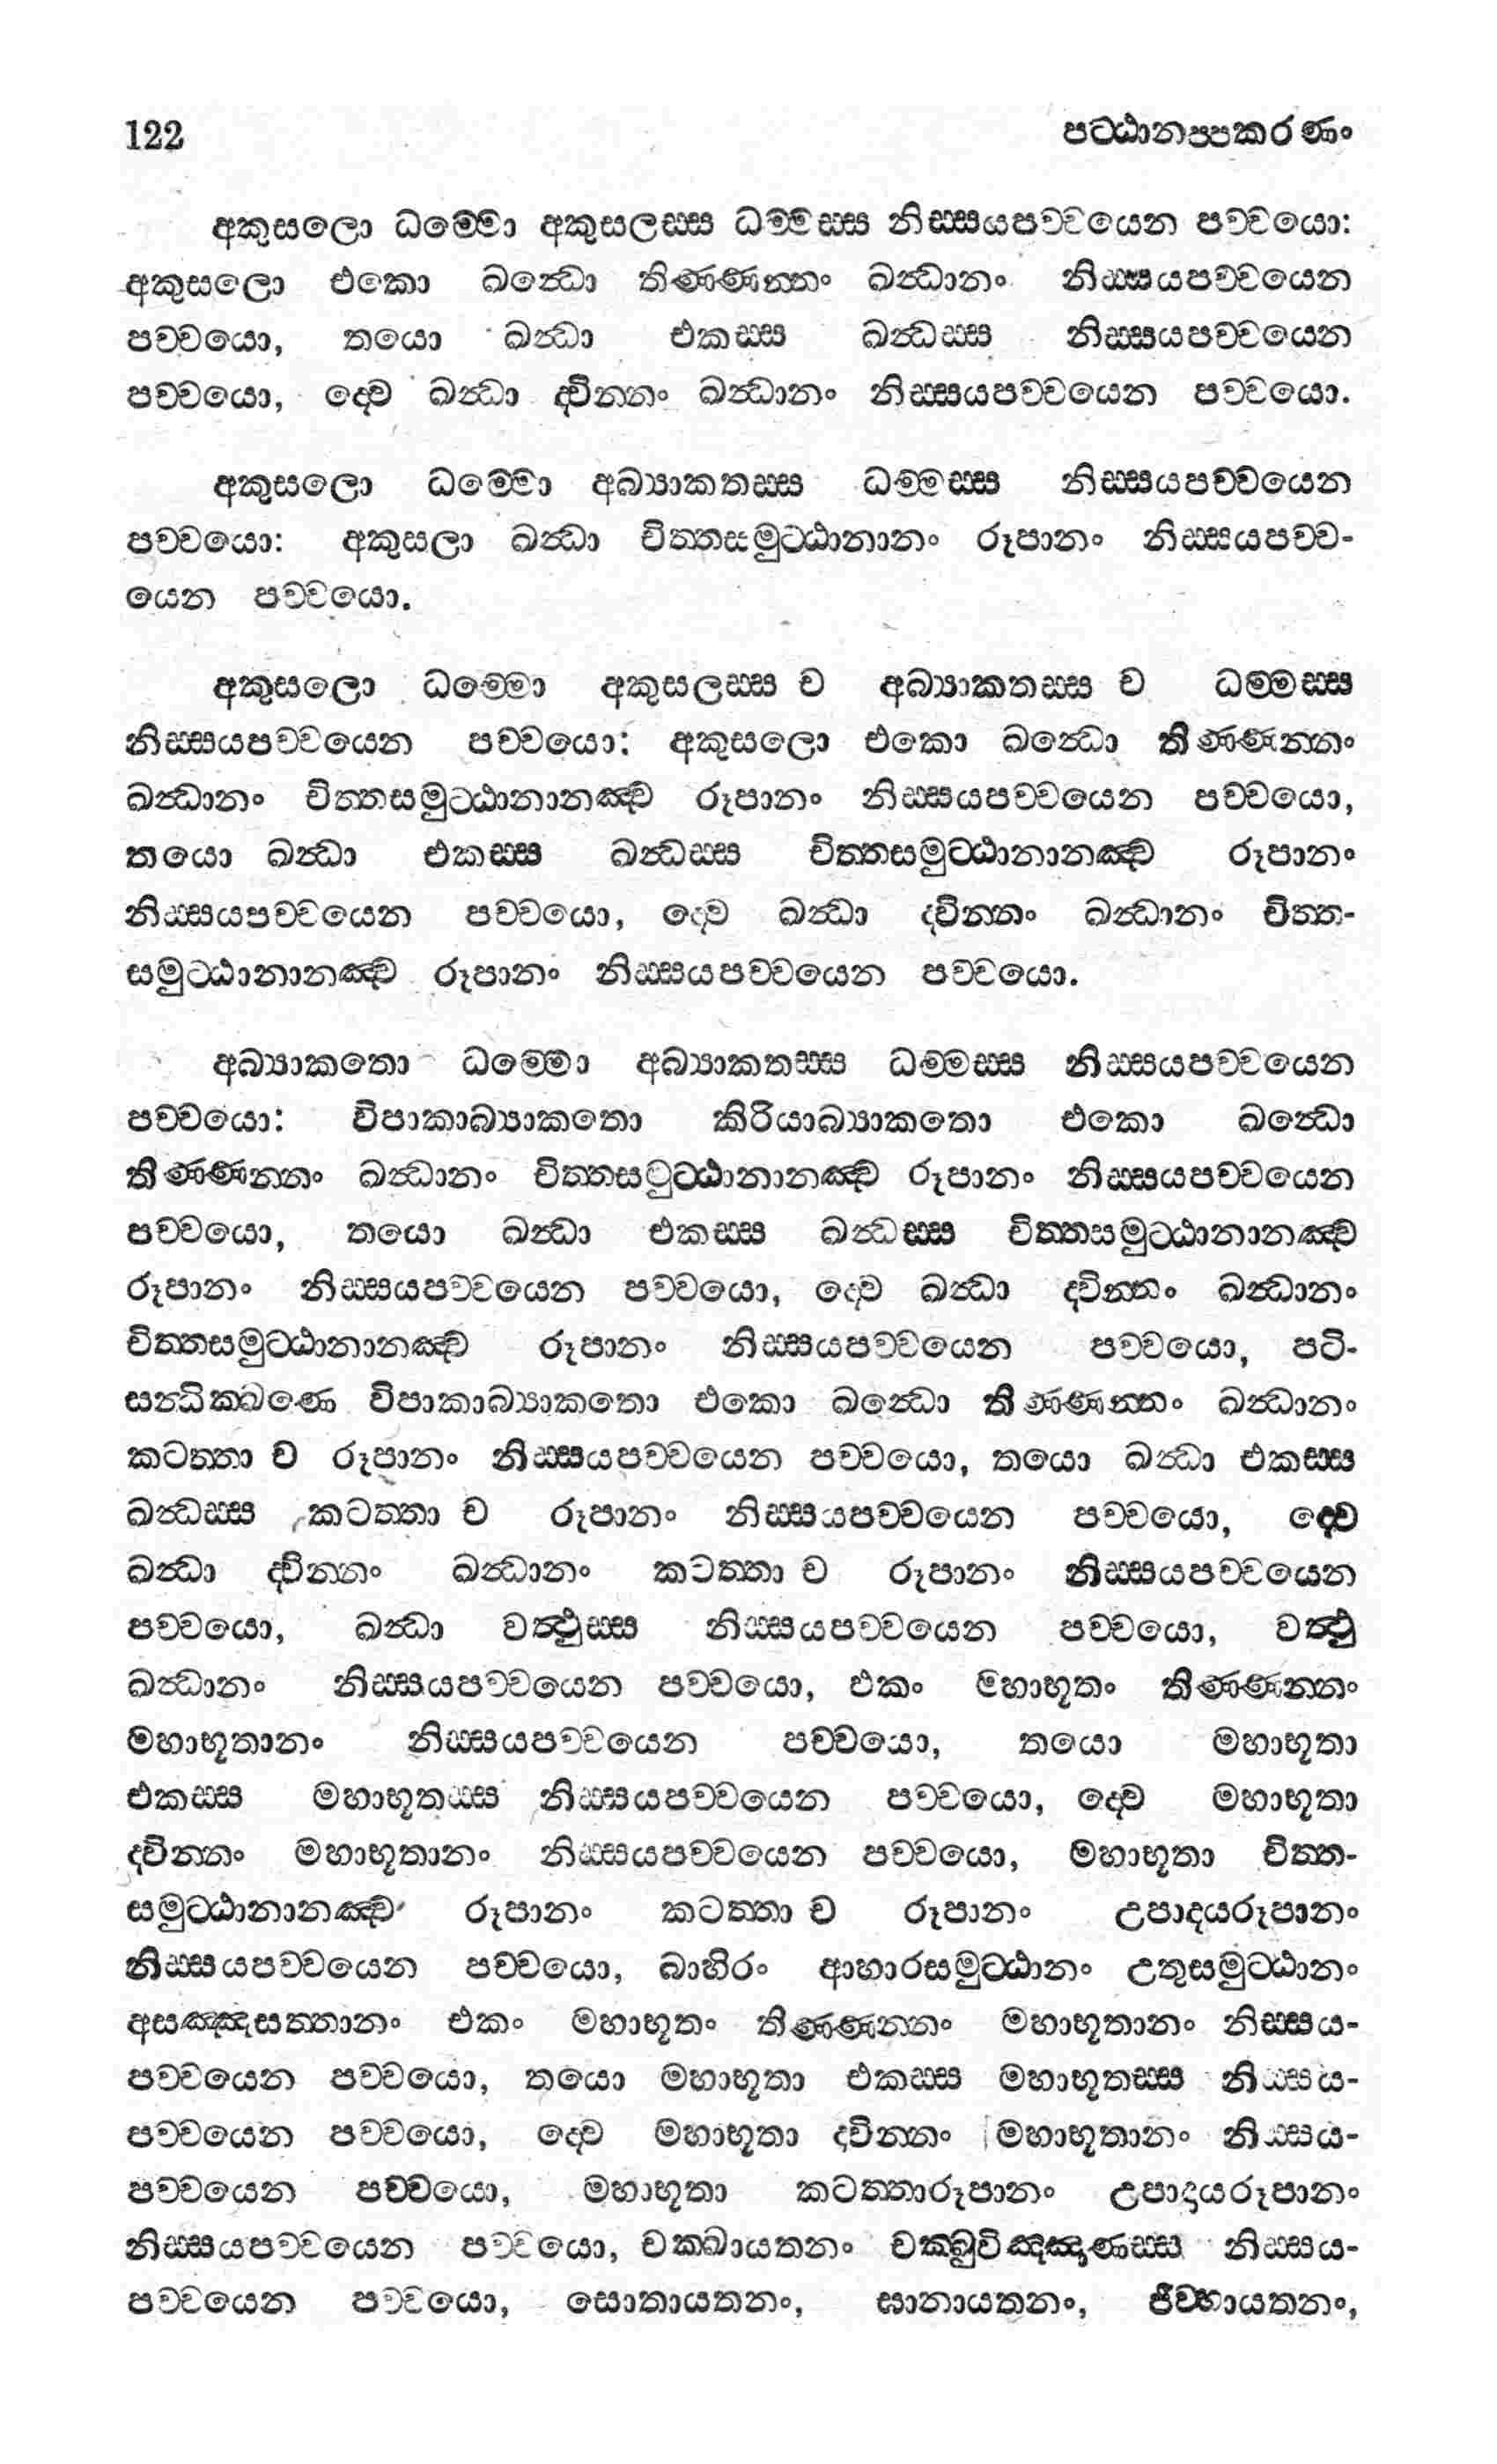 122 පට්ඨානප්පකරණං
අකුසලො ධම්මො අකුසලස්ස ධම්මස්ස නිස්සයපච්චයෙන පච්චයො:
අකුසලො එකො ඛන්ධො තිණ්ණන්නං ඛන්ධානං නිස්සයපච්චයෙන
පච්චයො, තයො ඛන්ධා එකස්ස ඛන්ධස්ස නිස්සයපච්චයෙන
පච්චයො, ද්වෙ ඛන්ධා ද්වින්නං ඛන්ධානං නිස්සයපච්චයෙන පච්චයො.
අකුසලො ධම්මො අබ්‍යාකතස්ස ධම්මස්ස නිස්සයපච්චයෙන
පච්චයො: අකුසලා ඛන්ධා චිත්තසමුට්ඨානානං රූපානං නිස්සයපච්ච-
යෙන පච්චයො.
අකුසලො ධම්මො අකුසලස්ස ච අබ්‍යාකතස්ස ච ධම්මස්ස
නිස්සයපච්චයෙන පච්චයො: අකුසලො එකො ඛන්ධො තිණ්ණන්නං
ඛන්ධානං චිත්තසමුට්ඨානානඤ්ච රූපානං නිස්සයපච්චයෙන පච්චයො,
තයො ඛන්ධා එකස්ස ඛන්ධස්ස චිත්තසමුට්ඨානානඤ්ච රූපානං
නිස්සයපච්චයෙන පච්චයො, ද්වෙ ඛන්ධා ද්වින්නං ඛන්ධානං චිත්ත-
සමුට්ඨානානඤ්ච රූපානං නිස්සයපච්චයෙන පච්චයො.
අබ්‍යාකතො ධම්මො අබ්‍යාකතස්ස ධම්මස්ස නිස්සයපච්චයෙන
පච්චයො: විපාකාබ්‍යාකතො කිරියාබ්‍යාකතො එකො ඛන්ධො
තිණ්ණන්නං ඛන්ධානං චිත්තසමුට්ඨානානඤ්ච රූපානං නිස්සයපච්චයෙන
පච්චයො, තයො ඛන්ධා එකස්ස ඛන්ධස්ස චිත්තසමුට්ඨානානඤ්ච
රූපානං නිස්සයපච්චයෙන පච්චයො, ද්වෙ ඛන්ධා ද්වින්නං ඛන්ධානං
චිත්තසමුට්ඨානානඤ්ච රූපානං නිස්සයපච්චයෙන පච්චයො, පටි-
සන්ධික්ඛණෙ විපාකාබ්‍යාකතො එකො ඛන්ධො තිණ්ණන්නං ඛන්ධානං
කටත්තා ච රූපානං නිස්සයපච්චයෙන පච්චයො, තයො ඛන්ධා එකස්ස
ඛන්ධස්ස කටත්තා ච රූපානං නිස්සයපච්චයෙන පච්චයො, ද්වෙ
ඛන්ධා ද්වින්නං ඛන්ධානං කටත්තා ච රූපානං නිස්සයපච්චයෙන
පච්චයො, ඛන්ධා වත්ථුස්ස නිස්සයපච්චයෙන පච්චයො, වත්ථු
ඛන්ධානං නිස්සයපච්චයෙන පච්චයො, එකං මහාභූතං තිණ්ණන්නං
මහාභූතානං නිස්සයපච්චයෙන පච්චයො, තයො මහාභූතා
එකස්ස මහාභූතස්ස නිස්සයපච්චයෙන පච්චයො, ද්වෙ මහාභූතා
ද්වින්නං මහාභූතානං නිස්සයපච්චයෙන පච්චයො, මහාභූතා චිත්ත-
සමුට්ඨානානඤ්ච රූපානං කටත්තා ච රූපානං උපාදයරූපානං
නිස්සයපච්චයෙන පච්චයො, බාහිරං ආහාරසමුට්ඨානං උතුසමුට්ඨානං
අසඤ්ඤසත්තානං එකං මහාභූතං තිණ්ණන්නං මහාභූතානං නිස්සය-
පච්චයෙන පච්චයො, තයො මහාභූතා එකස්ස මහාභූතස්ස නිස්සය-
පච්චයෙන පච්චයො, ද්වෙ මහාභූතා ද්වින්නං මහාභූතානං නිස්සය-
පච්චයෙන පච්චයො, මහාභූතා කටත්තාරූපානං උපාදායරූපානං
නිස්සයපච්චයෙන පච්චයො, චක්ඛායතනං චක්ඛුවිඤ්ඤාණස්ස නිස්සය-
පච්චයෙන පච්චයො, සොතායතනං, ඝානායතනං, ජිව්හායතනං,